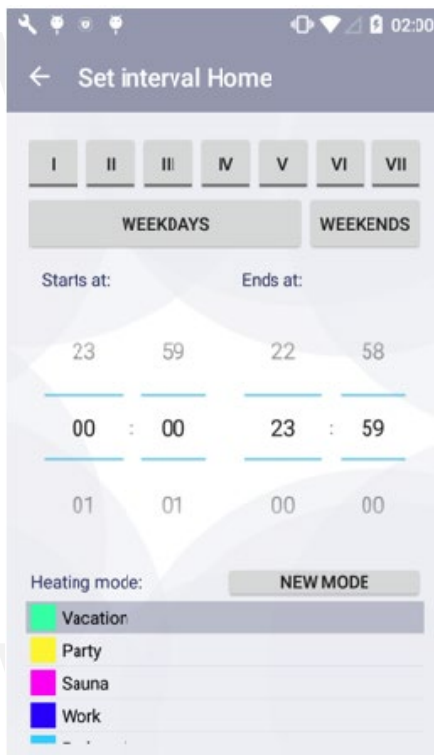 02:00
Set interval Home
I II III IV V VI VII
WEEKDAYS WEEKENDS
Starts at: Ends at:
23 59 22 58
00 : 00 23 : 59
01 01 00 00
Heating mode: NEW MODE
Vacation
Party
Sauna
Work